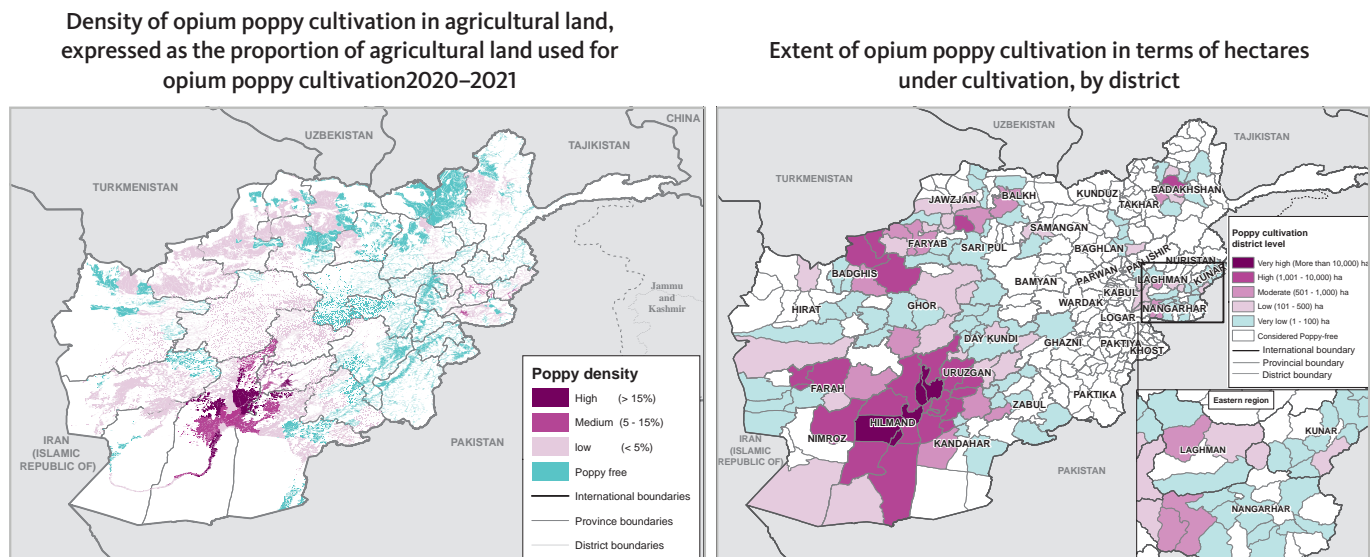 Density of opium poppy cultivation in agricultural land,
expressed as the proportion of agricultural land used for
opium poppy cultivation2020–2021
CHINA
UZBEKISTAN
TAJIKISTAN
TURKMENISTAN
Jammu
and
Kashmir
IRAN
(ISLAMIC
REPUBLIC OF)
PAKISTAN
Poppy density
High (> 15%)
Medium (5 - 15%)
low (< 5%)
Poppy free
International boundaries
Province boundaries
District boundaries
Extent of opium poppy cultivation in terms of hectares
under cultivation, by district
UZBEKISTAN
TAJIKISTAN
TURKMENISTAN
JAWZJAN
BALKH
KUNDUZ
BADAKHSHAN
TAKHAR
SAMANGAN
FARYAB
SARI PUL
BAGHLAN
PANJSHIR
NURISTAN
BADGHIS
BAMYAN
PARWAN
LAGHMAN
KUNAR
KABUL
HIRAT
GHOR
WARDAK
NANGARHAR
LOGAR
DAY KUNDI
GHAZNI
PAKTIYA
KHOST
URUZGAN
FARAH
ZABUL
PAKTIKA
HILMAND
NIMROZ
KANDAHAR
IRAN
(ISLAMIC
REPUBLIC OF)
PAKISTAN
Poppy cultivation
district level
Very high (More than 10,000) ha
High (1,001 - 10,000) ha
Moderate (501 - 1,000) ha
Low (101 - 500) ha
Very low (1 - 100) ha
Considered Poppy-free
International boundary
Provincial boundary
District boundary
Eastern region
KUNAR
LAGHMAN
NANGARHAR